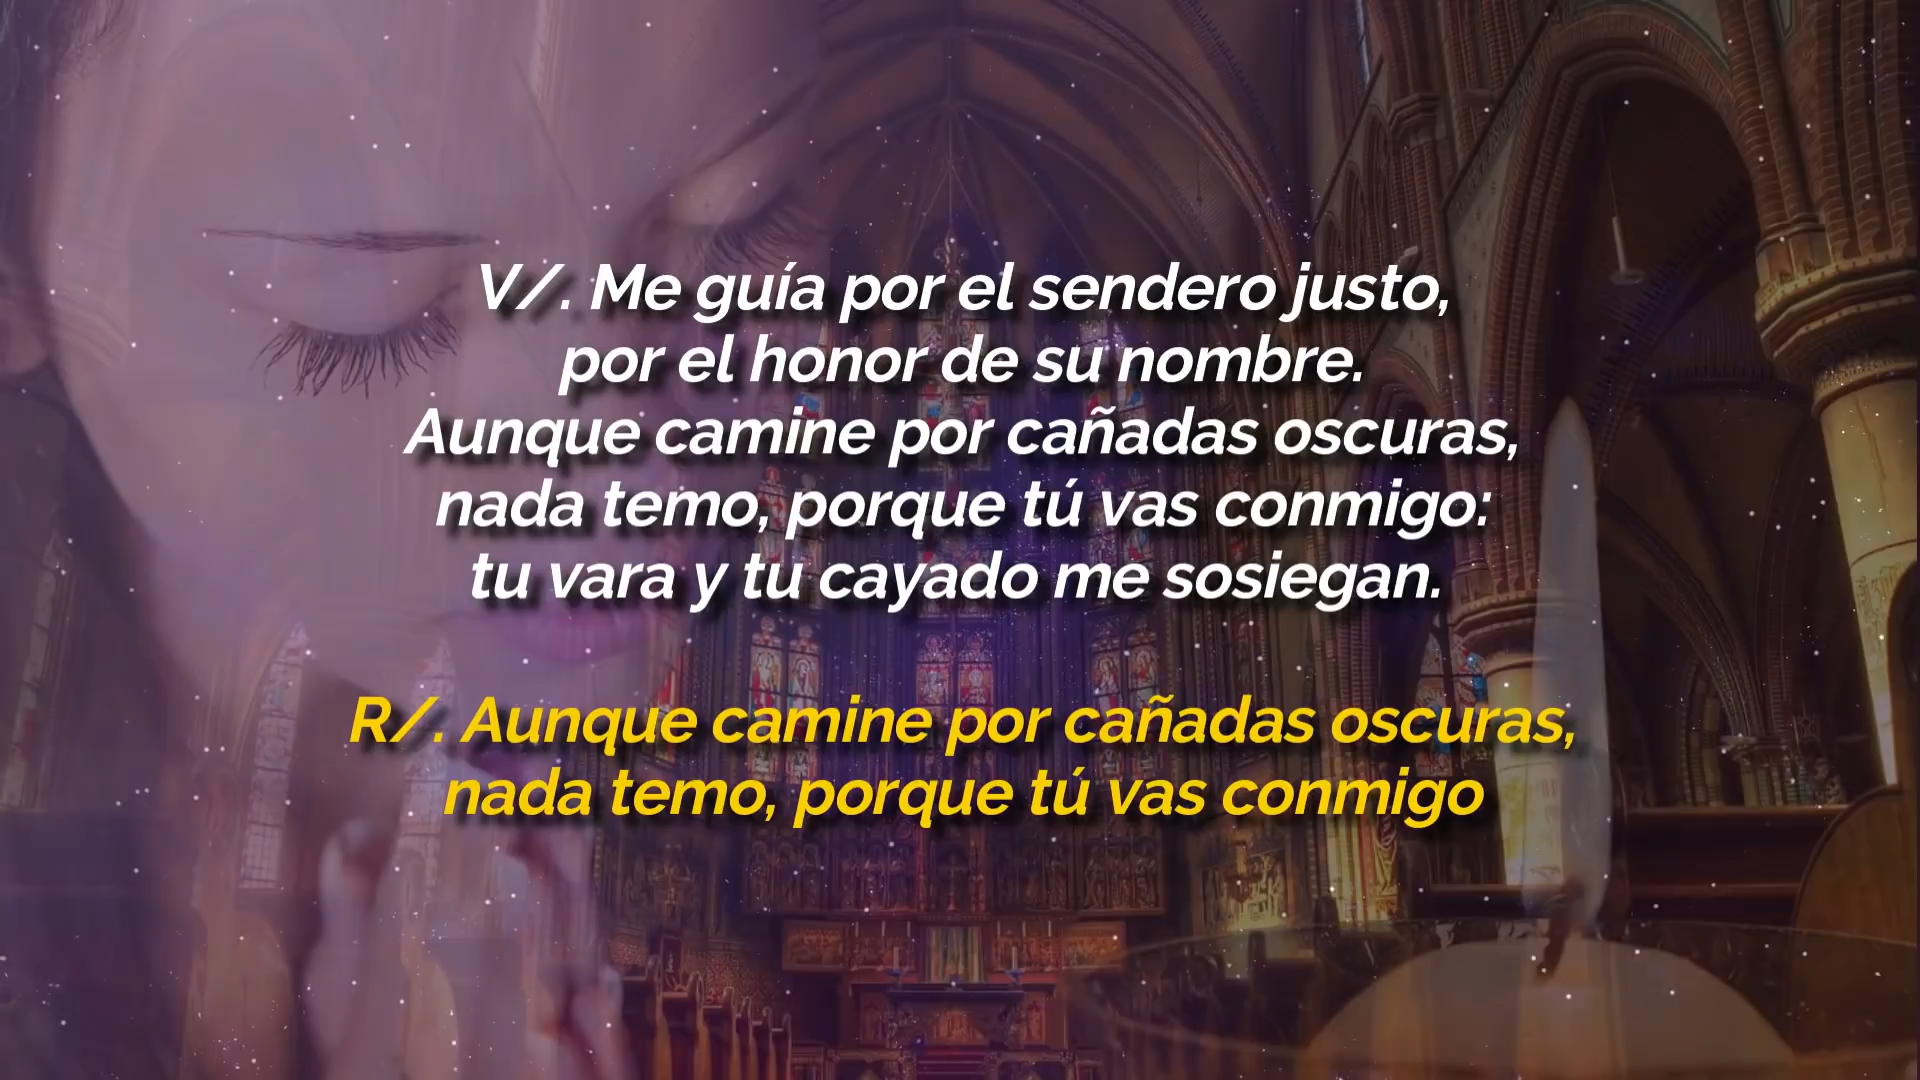 V/. Me guía por el sendero justo,
por el honor de su nombre.
Aunque camine por cañadas oscuras,
nada temo, porque tú vas conmigo:
tu vara y tu cayado me sosiegan.
R/. Aunque camine por cañadas oscuras,
nada temo, porque tú vas conmigo